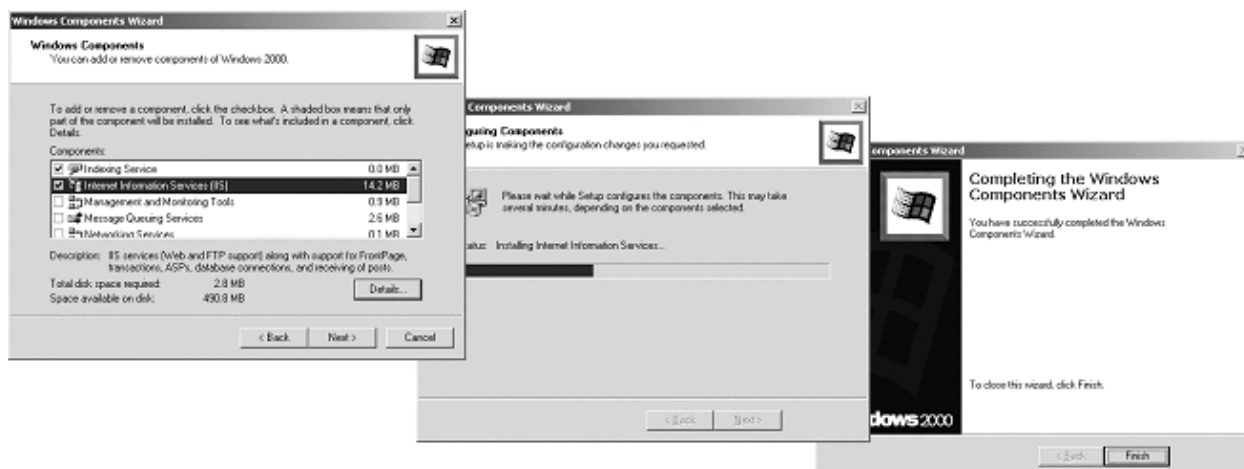 Windows Components Wizard
Windows Components
You can add or remove components of Windows 2000.
To add or remove a component, click the checkbox. A shaded box means that only
part of the component will be installed. To see what's included in a component, click
Details.
Components:
Indexing Service 0.0 MB
Internet Information Services (IIS) 14.2 MB
Management and Monitoring Tools 0.9 MB
Message Queuing Services 2.6 MB
Networking Services 0.1 MB
Description: IIS services (Web and FTP support) along with support for FrontPage,
transactions, ASPs, database connections, and receiving of posts.
Total disk space required: 2.8 MB
Space available on disk: 490.8 MB
Details...
< Back Next > Cancel
Components Wizard
guring Components
etup is making the configuration changes you requested.
Please wait while Setup configures the components. This may take
several minutes, depending on the components selected.
atus: Installing Internet Information Services...
< Back Next >
omponents Wizard
Completing the Windows
Components Wizard
You have successfully completed the Windows
Components Wizard.
To close this wizard, click Finish.
dows 2000
< Back Finish